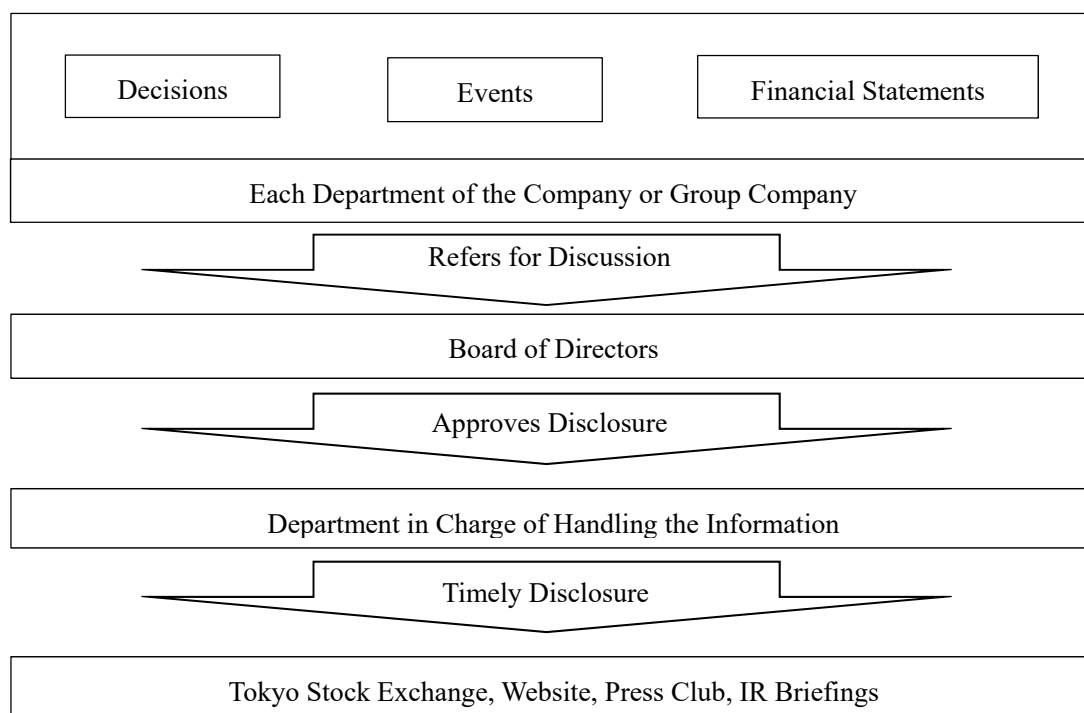 Decisions
Events
Financial Statements
Each Department of the Company or Group Company
Refers for Discussion
Board of Directors
Approves Disclosure
Department in Charge of Handling the Information
Timely Disclosure
Tokyo Stock Exchange, Website, Press Club, IR Briefings